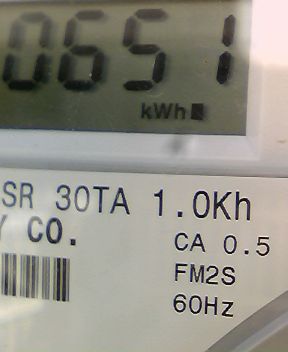 0651
kWh
SR 30TA 1.0Kh
Y CO.
CA 0.5
FM2S
60Hz